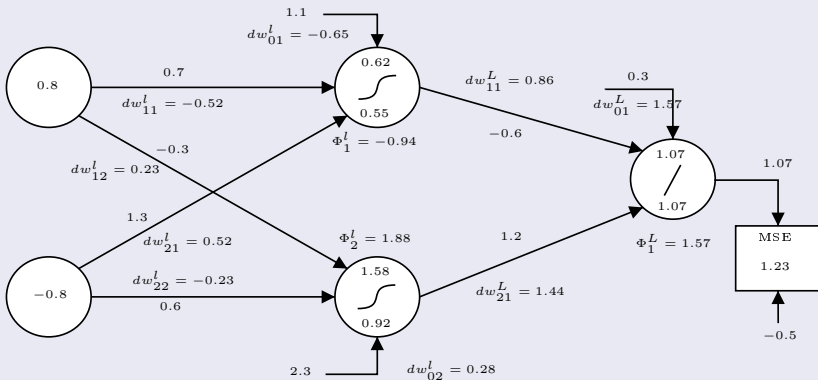 1.1
dw^l_01 = −0.65
0.62
0.55
Φ^l_1 = −0.94
0.8
0.7
dw^l_11 = −0.52
−0.3
dw^l_12 = 0.23
1.3
dw^l_21 = 0.52
−0.8
dw^l_22 = −0.23
0.6
Φ^l_2 = 1.88
1.58
0.92
2.3
dw^l_02 = 0.28
dw^L_11 = 0.86
−0.6
1.2
dw^L_21 = 1.44
0.3
dw^L_01 = 1.57
1.07
1.07
Φ^L_1 = 1.57
1.07
MSE
1.23
−0.5